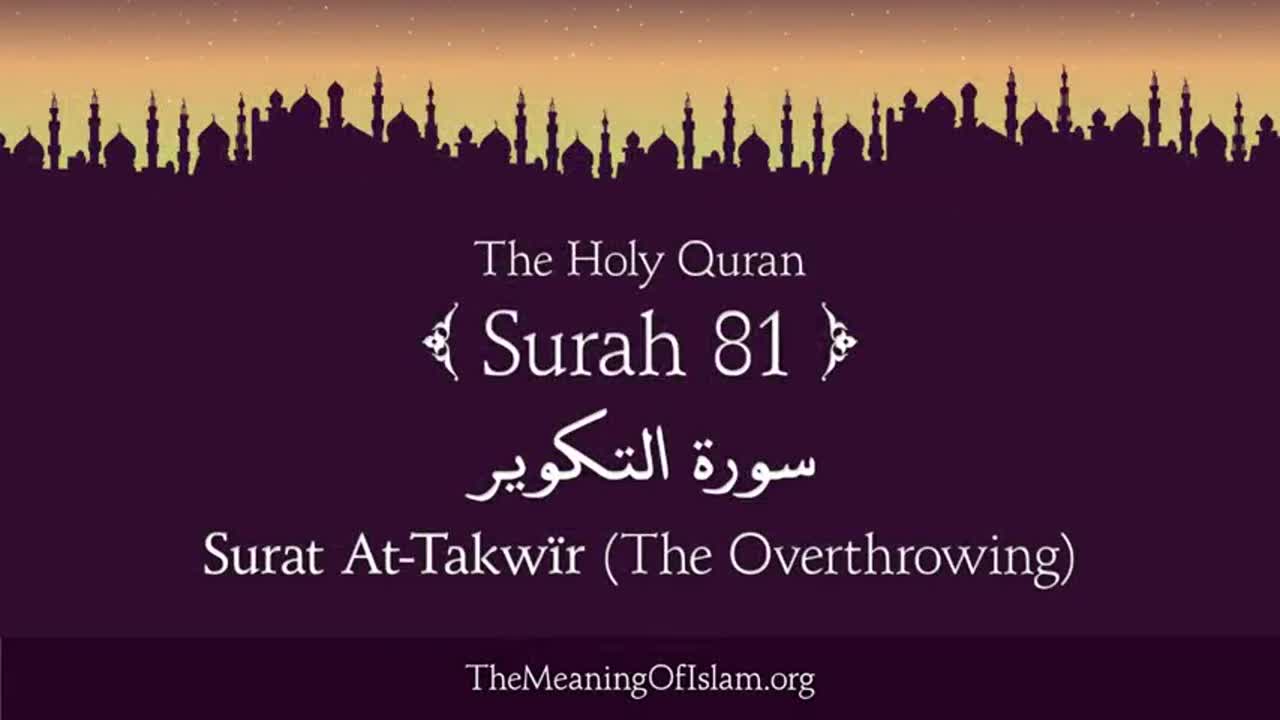 The Holy Quran
Surah 81
سورة التكوير
Surat At-Takwïr (The Overthrowing)
TheMeaningOfIslam.org